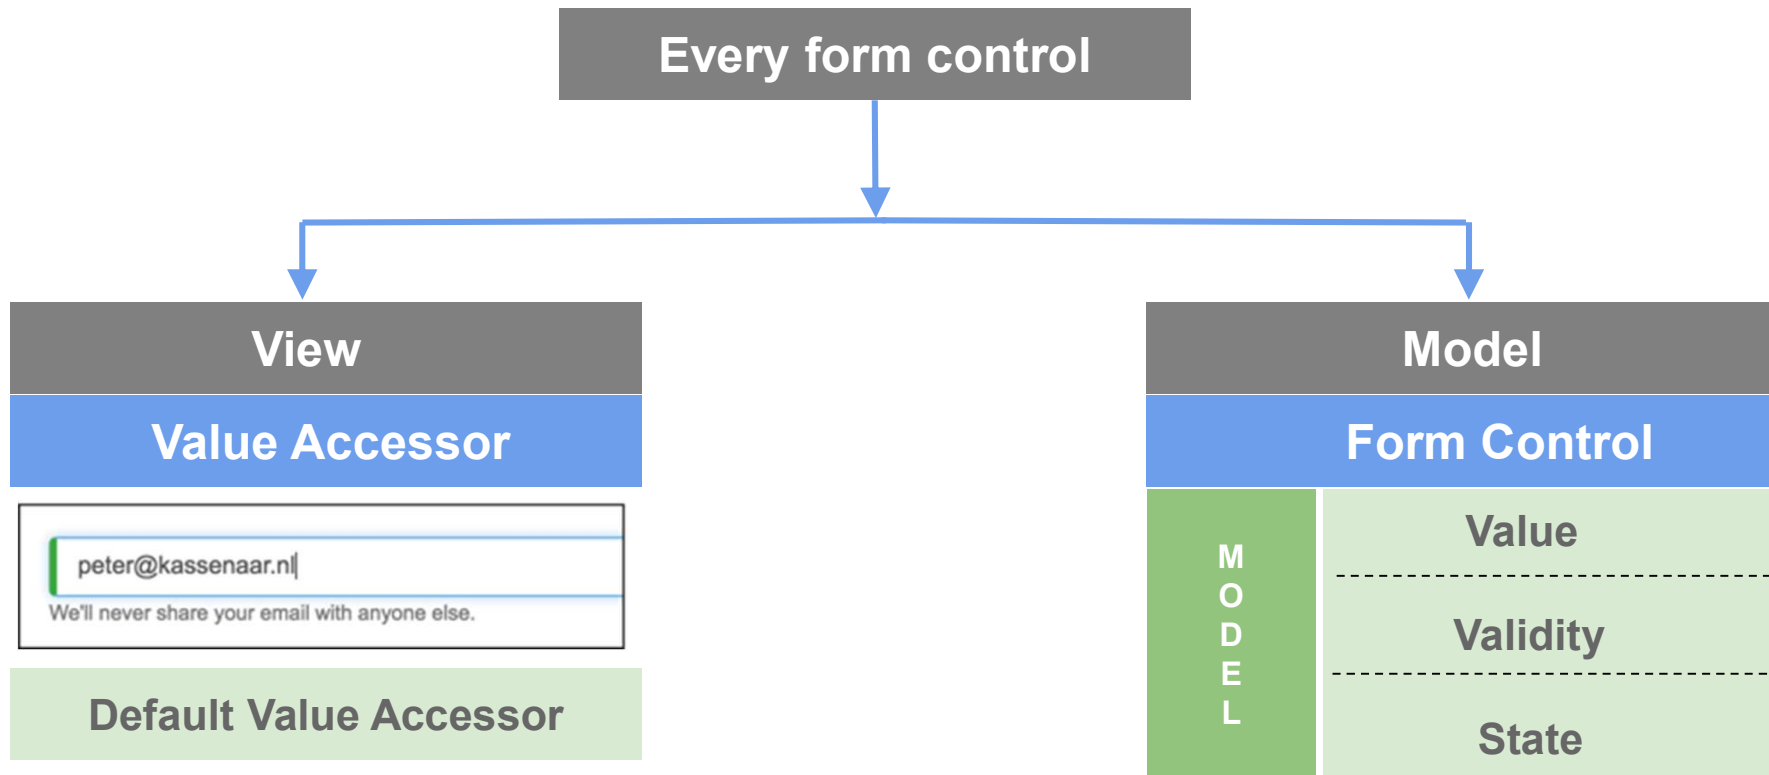 Every form control
View
Value Accessor
peter@kassenaar.nl
We'll never share your email with anyone else.
Default Value Accessor
Model
Form Control
M
O
D
E
L
Value
Validity
State